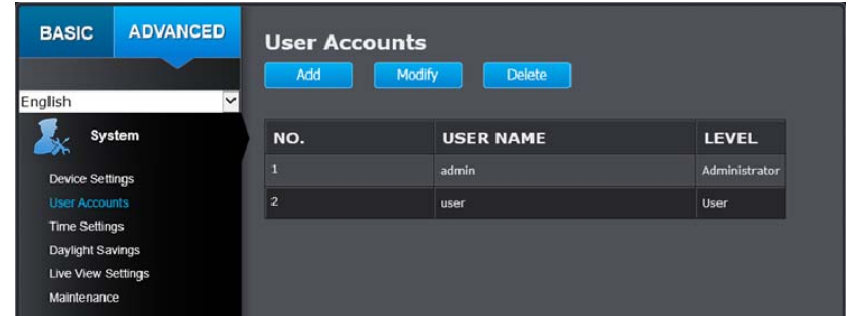 BASIC ADVANCED
English
System
Device Settings
User Accounts
Time Settings
Daylight Savings
Live View Settings
Maintenance
User Accounts
Add Modify Delete
NO. USER NAME LEVEL
1 admin Administrator
2 user User